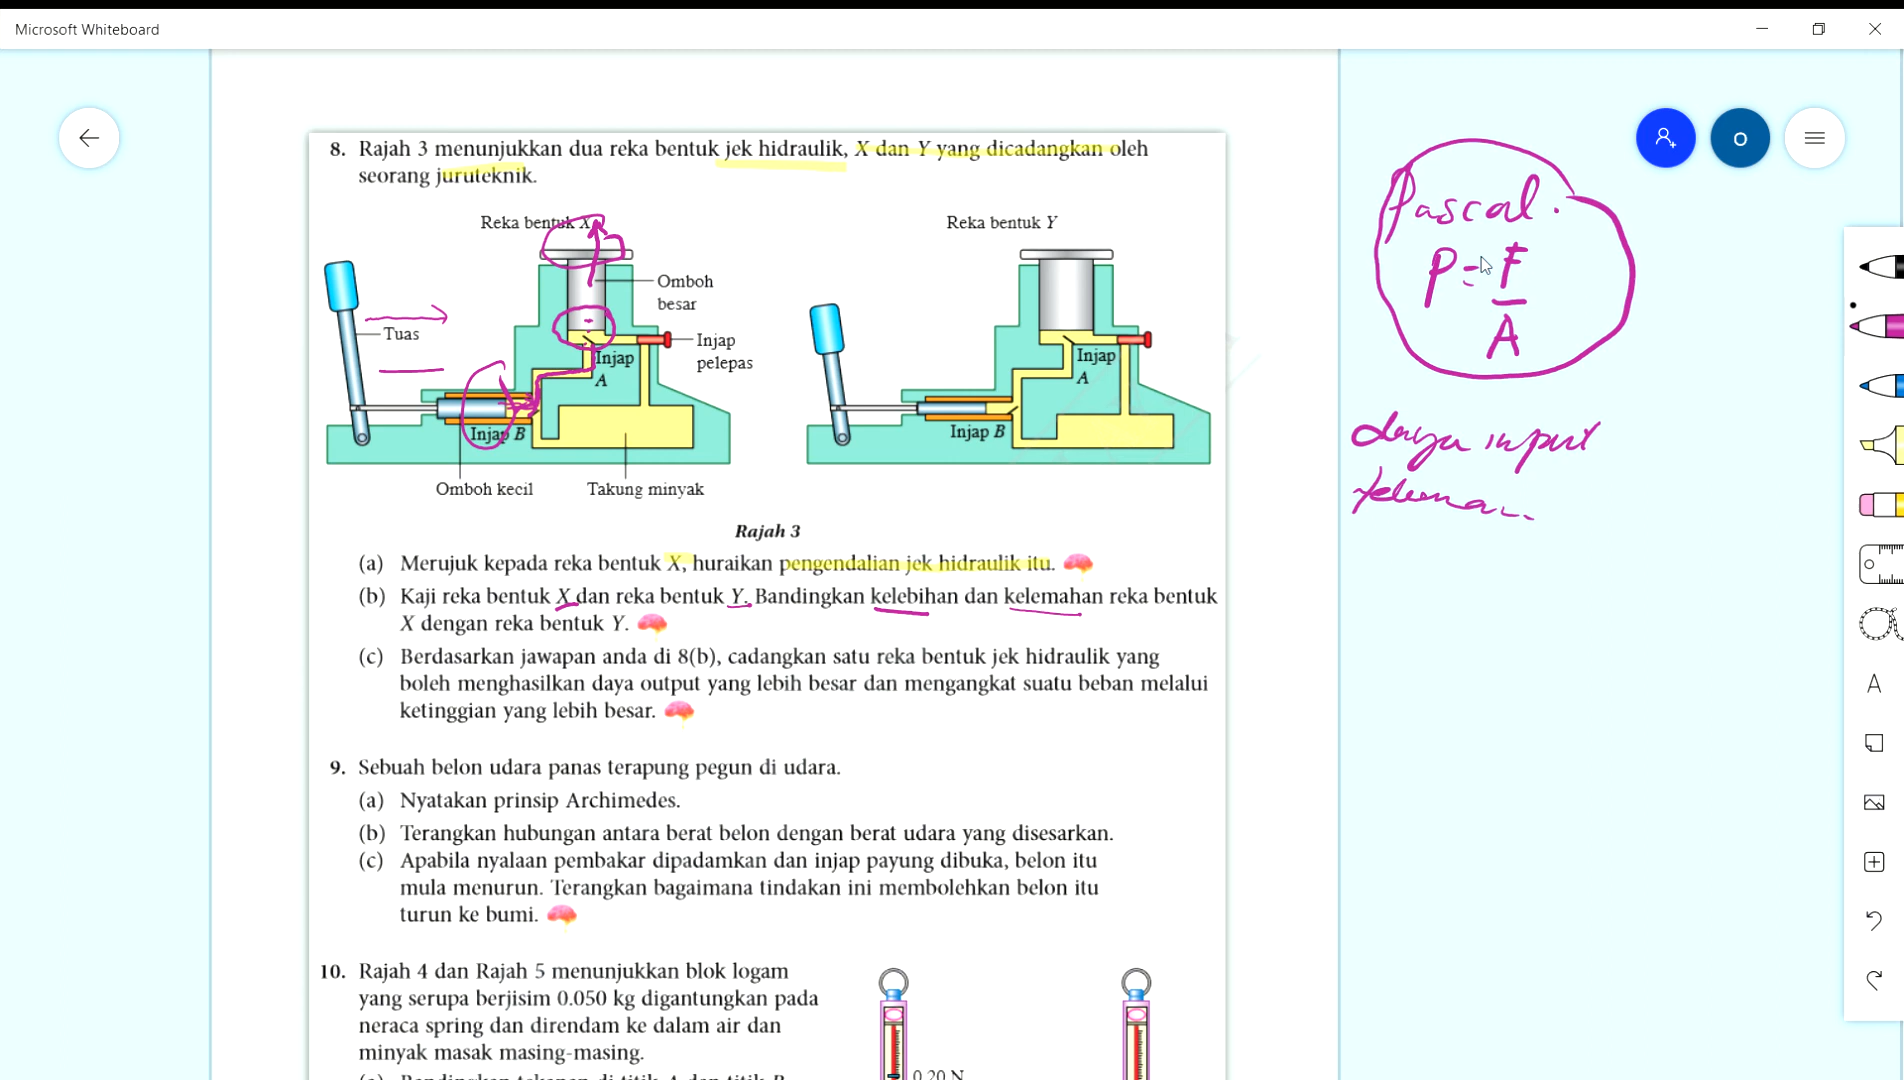 Microsoft Whiteboard
8. Rajah 3 menunjukkan dua reka bentuk jek hidraulik, X dan Y yang dicadangkan oleh
seorang juruteknik.
Reka bentuk X
Reka bentuk Y
Omboh
besar
Tuas
Injap
pelepas
Injap
A
Injap
A
Injap B
Injap B
Omboh kecil
Takung minyak
Rajah 3
(a) Merujuk kepada reka bentuk X, huraikan pengendalian jek hidraulik itu.
(b) Kaji reka bentuk X dan reka bentuk Y. Bandingkan kelebihan dan kelemahan reka bentuk
X dengan reka bentuk Y.
(c) Berdasarkan jawapan anda di 8(b), cadangkan satu reka bentuk jek hidraulik yang
boleh menghasilkan daya output yang lebih besar dan mengangkat suatu beban melalui
ketinggian yang lebih besar.
9. Sebuah belon udara panas terapung pegun di udara.
(a) Nyatakan prinsip Archimedes.
(b) Terangkan hubungan antara berat belon dengan berat udara yang disesarkan.
(c) Apabila nyalaan pembakar dipadamkan dan injap payung dibuka, belon itu
mula menurun. Terangkan bagaimana tindakan ini membolehkan belon itu
turun ke bumi.
10. Rajah 4 dan Rajah 5 menunjukkan blok logam
yang serupa berjisim 0.050 kg digantungkan pada
neraca spring dan direndam ke dalam air dan
minyak masak masing-masing.
(a) Bandingkan tekanan di titik A dan titik B
0.20 N
Pascal.
P = F
A
daya input
O
A